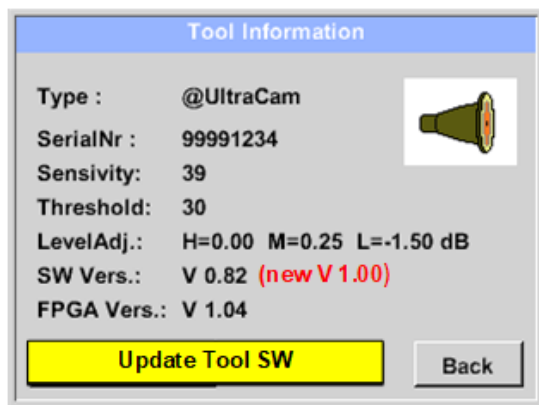 Tool Information
Type : @UltraCam
SerialNr : 99991234
Sensivity: 39
Threshold: 30
LevelAdj.: H=0.00 M=0.25 L=-1.50 dB
SW Vers.: V 0.82 (new V 1.00)
FPGA Vers.: V 1.04
Update Tool SW
Back